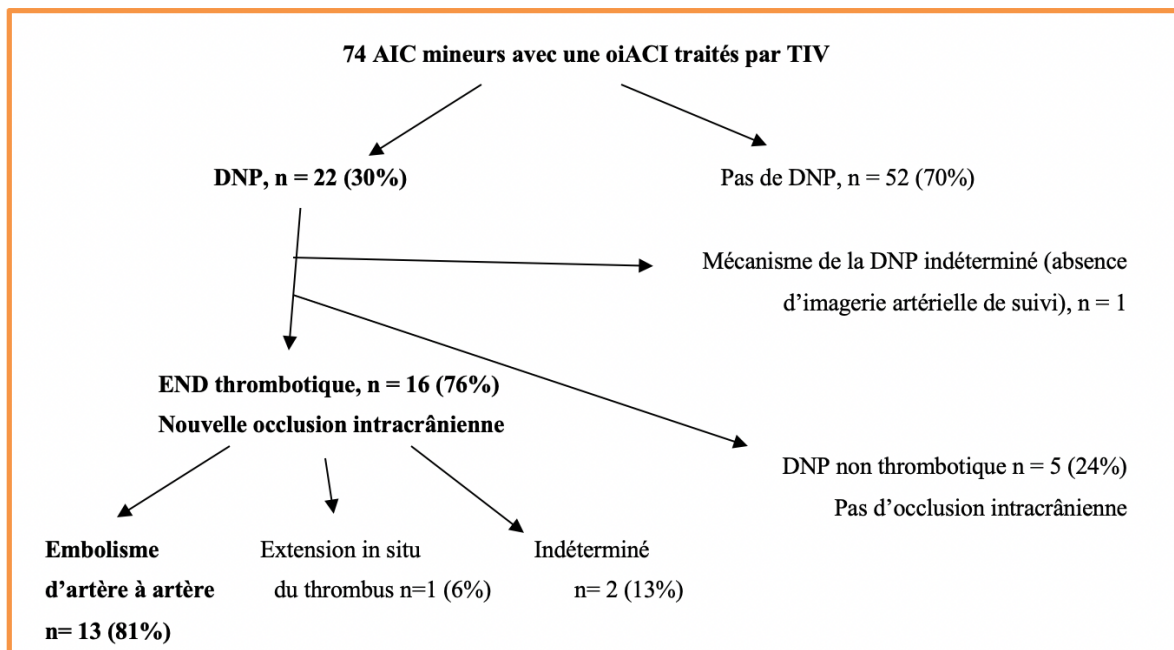 74 AIC mineurs avec une oiACI traités par TIV
DNP, n = 22 (30%)
Pas de DNP, n = 52 (70%)
Mécanisme de la DNP indéterminé (absence
d’imagerie artérielle de suivi), n = 1
END thrombotique, n = 16 (76%)
Nouvelle occlusion intracrânienne
DNP non thrombotique n = 5 (24%)
Pas d’occlusion intracrânienne
Embolisme
d’artère à artère
n= 13 (81%)
Extension in situ
du thrombus n=1 (6%)
Indéterminé
n= 2 (13%)